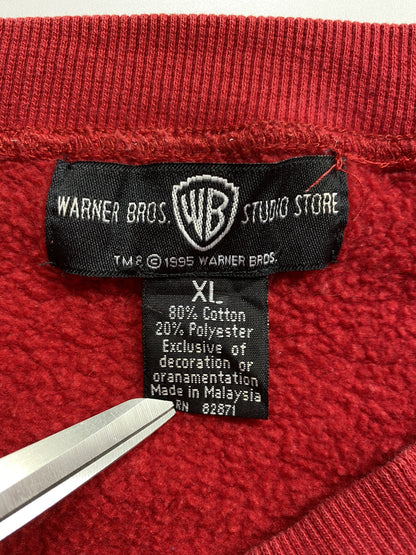 WARNER BROS. WB STUDIO STORE
TM & © 1995 WARNER BROS.
XL
80% Cotton
20% Polyester
Exclusive of
decoration or
oranamentation
Made in Malaysia
RN 82871